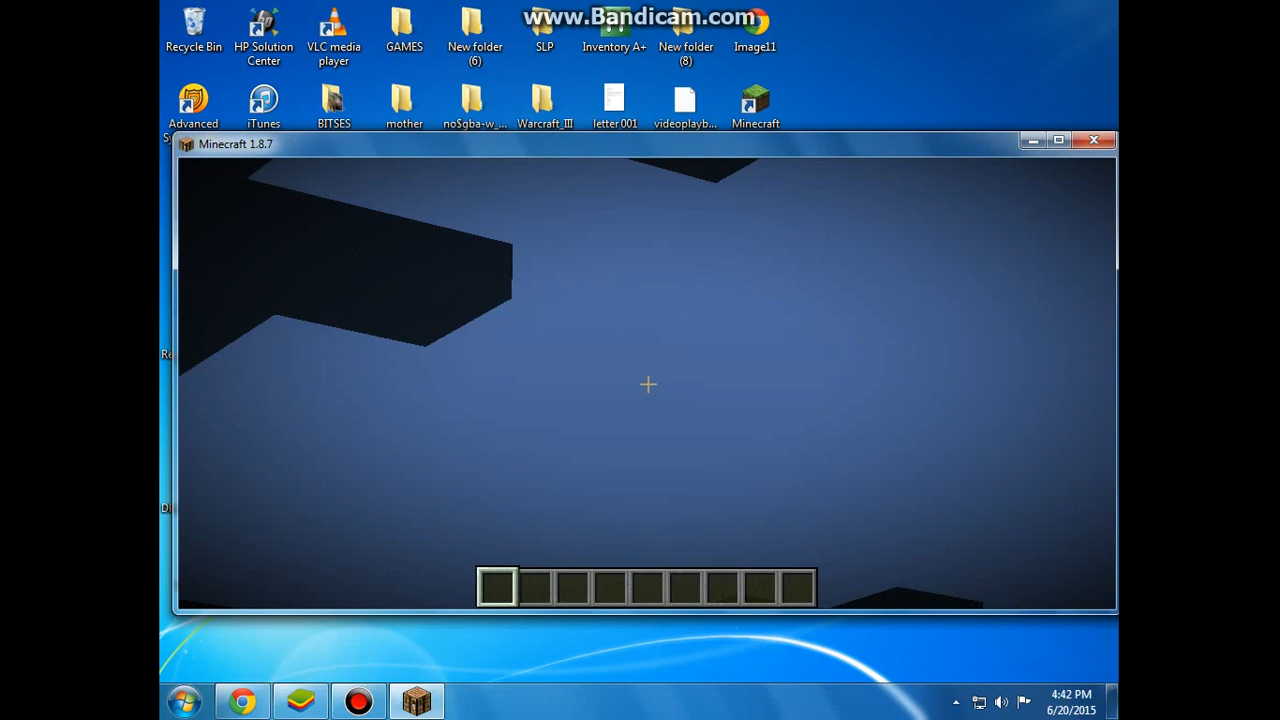 www.Bandicam.com
Recycle Bin
HP Solution Center
VLC media player
GAMES
New folder (6)
SLP
Inventory A+
New folder (8)
Image11
Advanced
iTunes
BITSES
mother
no$gba-w_...
Warcraft_III
letter 001
videoplayb...
Minecraft
Minecraft 1.8.7
Re
4:42 PM
6/20/2015